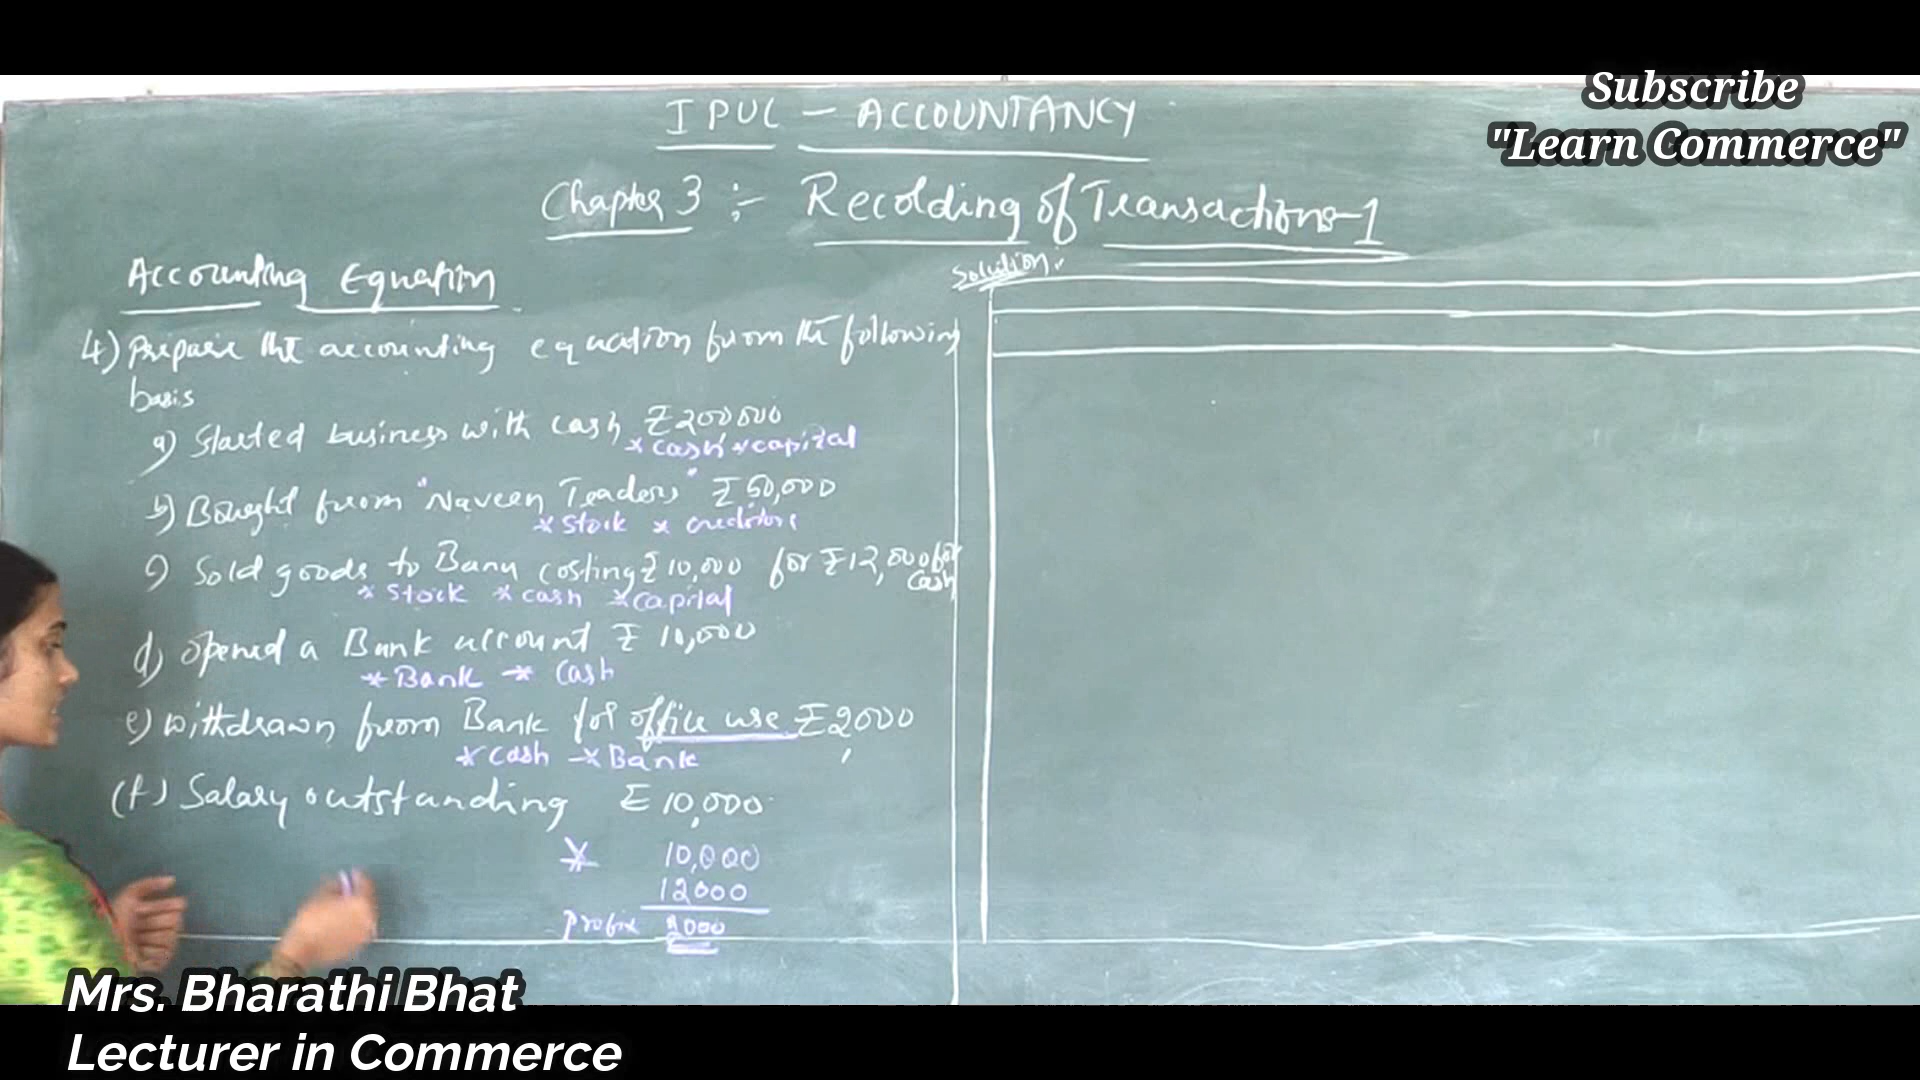 Subscribe
"Learn Commerce"
I PUC - ACCOUNTANCY
Chapter 3 :- Recording of Transactions-1
Accounting Equation
4) Prepare the accounting equation from the following
basis
a) Started business with cash ₹200000
* cash * capital
b) Bought from "Naveen Traders" ₹50,000
* Stock * creditors
c) Sold goods to Banu costing ₹10,000 for ₹12,000 for
cash
* Stock * cash * capital
d) opened a Bank account ₹ 10,000
* Bank * Cash
e) withdrawn from Bank for office use ₹2000
* cash * Bank
(f) Salary outstanding ₹ 10,000
* 10,000
12000
profit 2000
Solution:
Mrs. Bharathi Bhat
Lecturer in Commerce